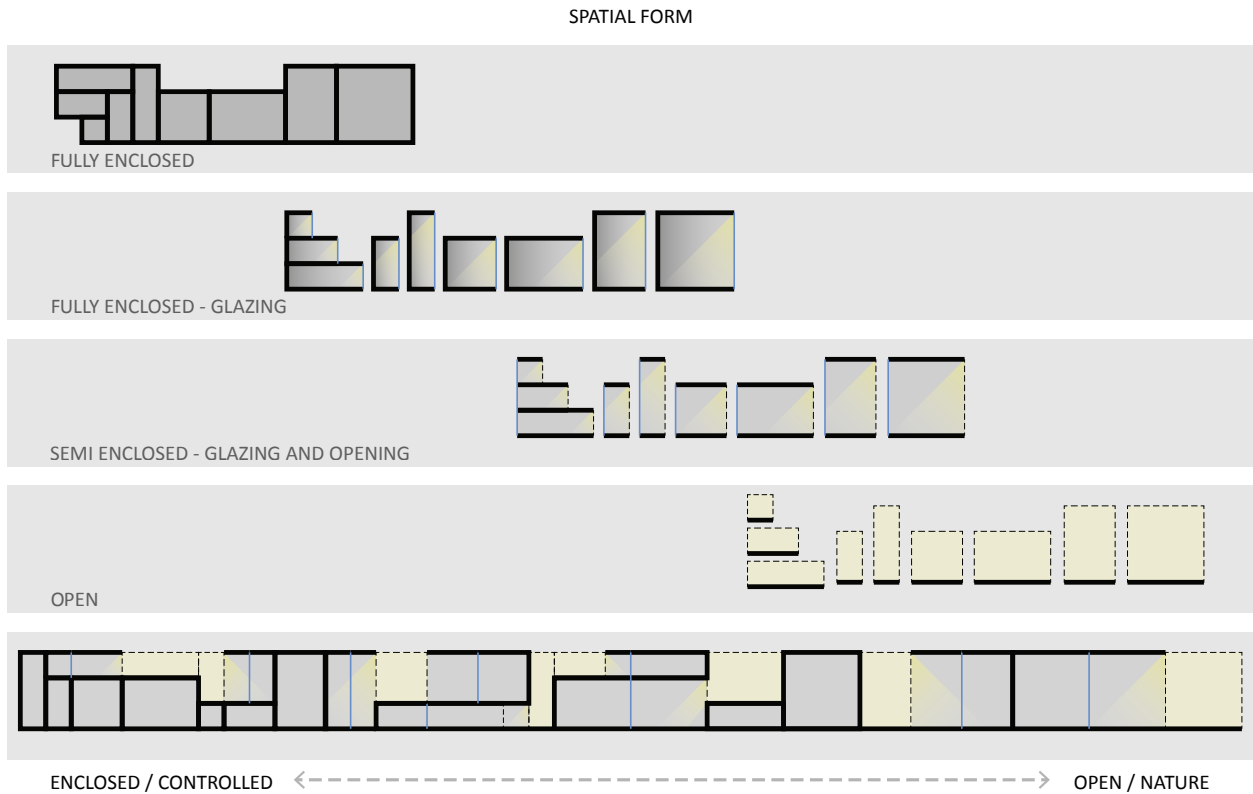 SPATIAL FORM
FULLY ENCLOSED
FULLY ENCLOSED - GLAZING
SEMI ENCLOSED - GLAZING AND OPENING
OPEN
ENCLOSED / CONTROLLED
OPEN / NATURE